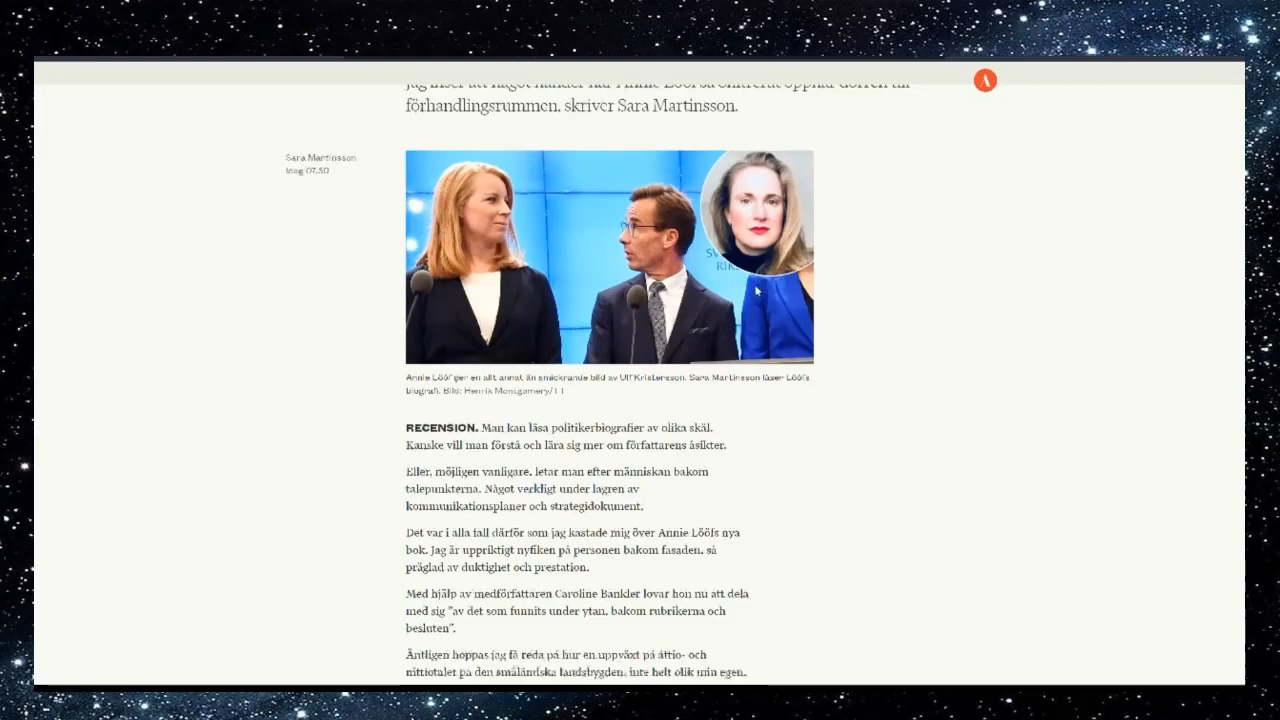 förhandlingsrummen, skriver Sara Martinsson.
Sara Martinsson
Idag 07.30
SV
RIK
Annie Lööf ger en allt annat än smickrande bild av Ulf Kristersson. Sara Martinsson läser Lööfs
biografi. Bild: Henrik Montgomery/TT
RECENSION. Man kan läsa politikerbiografier av olika skäl.
Kanske vill man förstå och lära sig mer om författarens åsikter.
Eller, möjligen vanligare, letar man efter människan bakom
talepunkterna. Något verkligt under lagren av
kommunikationsplaner och strategidokument.
Det var i alla fall därför som jag kastade mig över Annie Lööfs nya
bok. Jag är uppriktigt nyfiken på personen bakom fasaden, så
präglad av duktighet och prestation.
Med hjälp av medförfattaren Caroline Bankler lovar hon nu att dela
med sig ”av det som funnits under ytan, bakom rubrikerna och
besluten”.
Äntligen hoppas jag få reda på hur en uppväxt på åttio- och
nittiotalet på den småländska landsbygden, inte helt olik min egen,